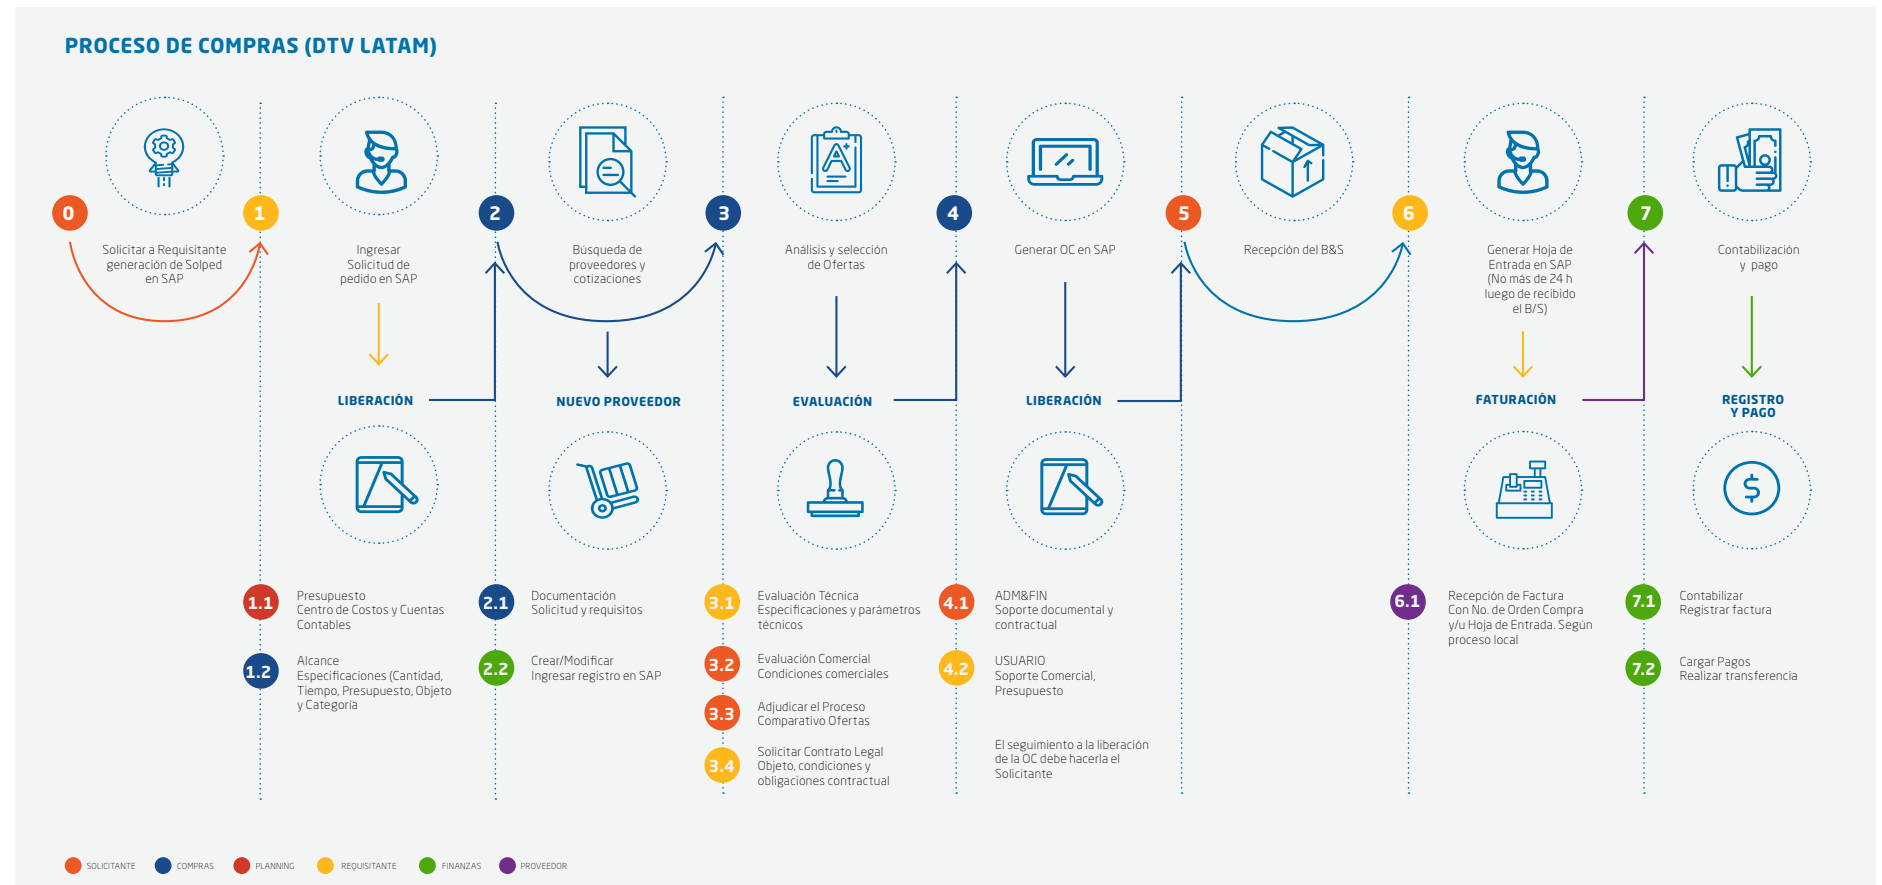 PROCESO DE COMPRAS (DTV LATAM)
0
Solicitar a Requisitante
generación de Solped
en SAP
1
Ingresar
Solicitud de
pedido en SAP
2
Búsqueda de
proveedores y
cotizaciones
3
Análisis y selección
de Ofertas
4
Generar OC en SAP
5
Recepción del B&S
6
Generar Hoja de
Entrada en SAP
(No más de 24 h
luego de recibido
el B/S)
7
Contabilización
y pago
LIBERACIÓN
NUEVO PROVEEDOR
EVALUACIÓN
LIBERACIÓN
FATURACIÓN
REGISTRO
Y PAGO
1.1
Presupuesto
Centro de Costos y Cuentas
Contables
1.2
Alcance
Especificaciones (Cantidad,
Tiempo, Presupuesto, Objeto
y Categoría
2.1
Documentación
Solicitud y requisitos
2.2
Crear/Modificar
Ingresar registro en SAP
3.1
Evaluación Técnica
Especificaciones y parámetros
técnicos
3.2
Evaluación Comercial
Condiciones comerciales
3.3
Adjudicar el Proceso
Comparativo Ofertas
3.4
Solicitar Contrato Legal
Objeto, condiciones y
obligaciones contractual
4.1
ADM&FIN
Soporte documental y
contractual
4.2
USUARIO
Soporte Comercial,
Presupuesto
El seguimiento a la liberación
de la OC debe hacerla el
Solicitante
6.1
Recepción de Factura
Con No. de Orden Compra
y/u Hoja de Entrada. Según
proceso local
7.1
Contabilizar
Registrar factura
7.2
Cargar Pagos
Realizar transferencia
SOLICITANTE
COMPRAS
PLANNING
REQUISITANTE
FINANZAS
PROVEEDOR